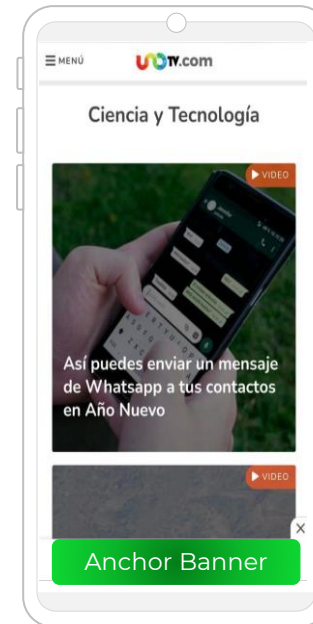 MENÚ
UNOTV.com
Ciencia y Tecnología
VIDEO
Así puedes enviar un mensaje
de Whatsapp a tus contactos
en Año Nuevo
VIDEO
X
Anchor Banner